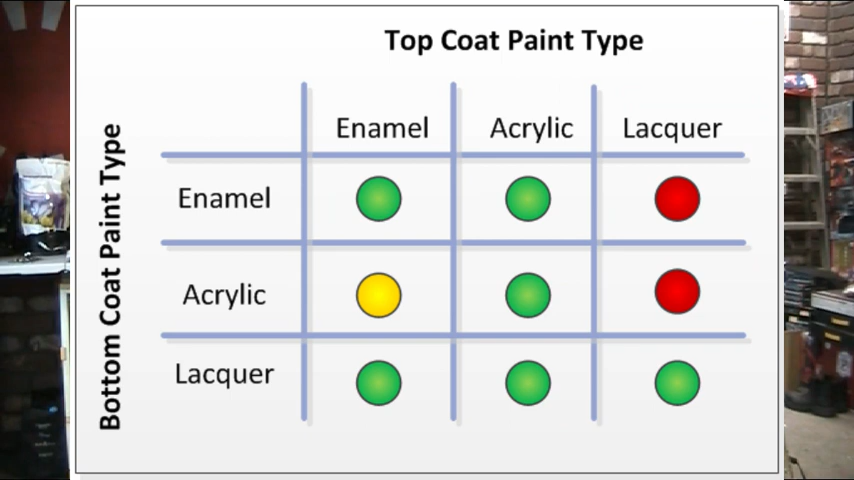 Top Coat Paint Type
Enamel Acrylic Lacquer
Bottom Coat Paint Type
Enamel
Acrylic
Lacquer